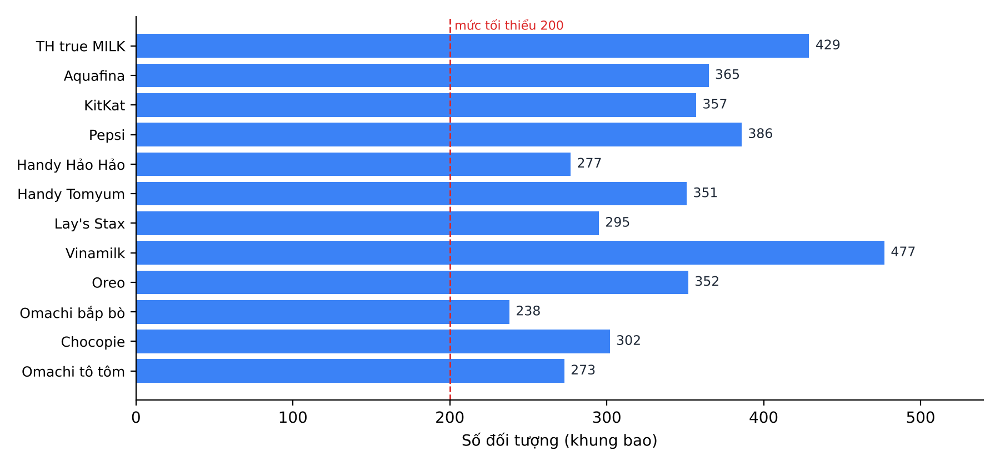 mức tối thiểu 200
TH true MILK 429
Aquafina 365
KitKat 357
Pepsi 386
Handy Hảo Hảo 277
Handy Tomyum 351
Lay's Stax 295
Vinamilk 477
Oreo 352
Omachi bắp bò 238
Chocopie 302
Omachi tô tôm 273
0 100 200 300 400 500
Số đối tượng (khung bao)